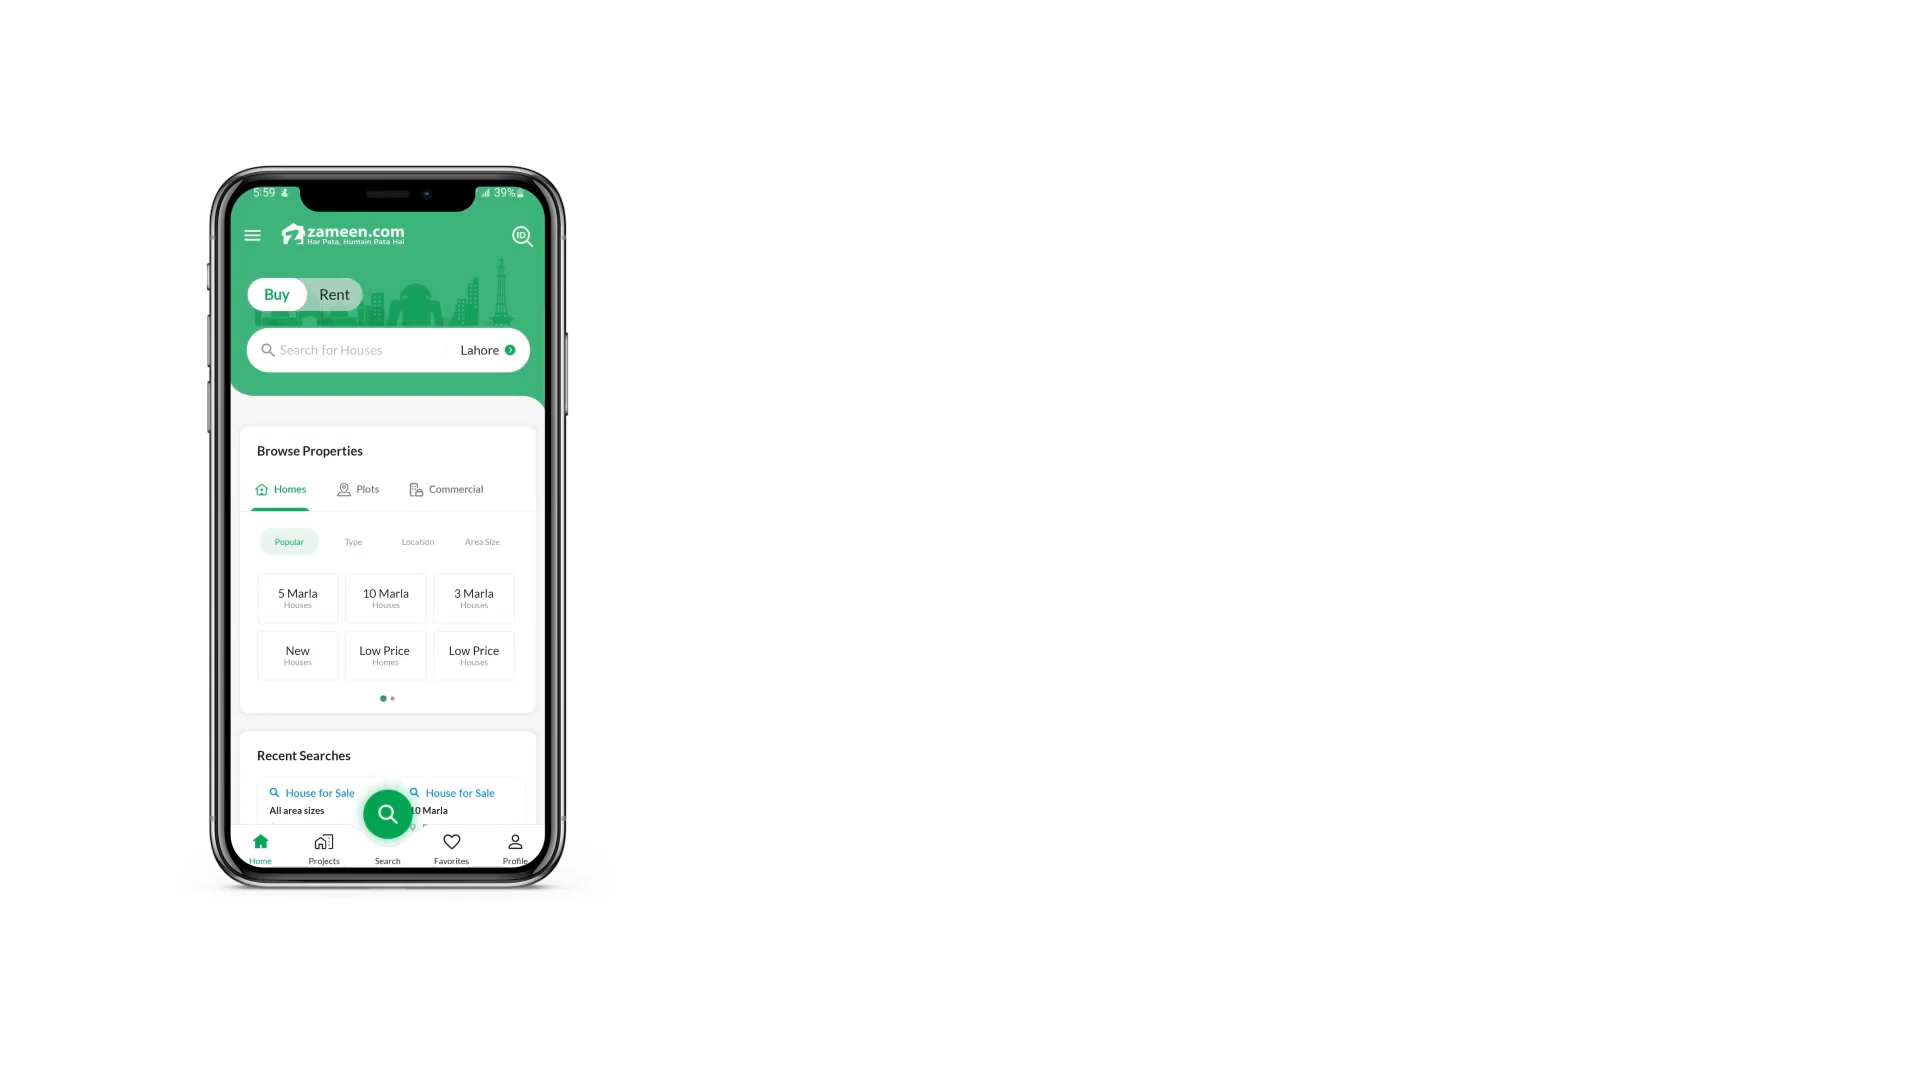 5:59
39%
zameen.com
Har Pata, Humain Pata Hai
ID
Buy Rent
Search for Houses Lahore
Browse Properties
Homes Plots Commercial
Popular Type Location Area Size
5 Marla 10 Marla 3 Marla
Houses Houses Houses
New Low Price Low Price
Houses Homes Houses
Recent Searches
House for Sale House for Sale
All area sizes 10 Marla
Home Projects Search Favorites Profile